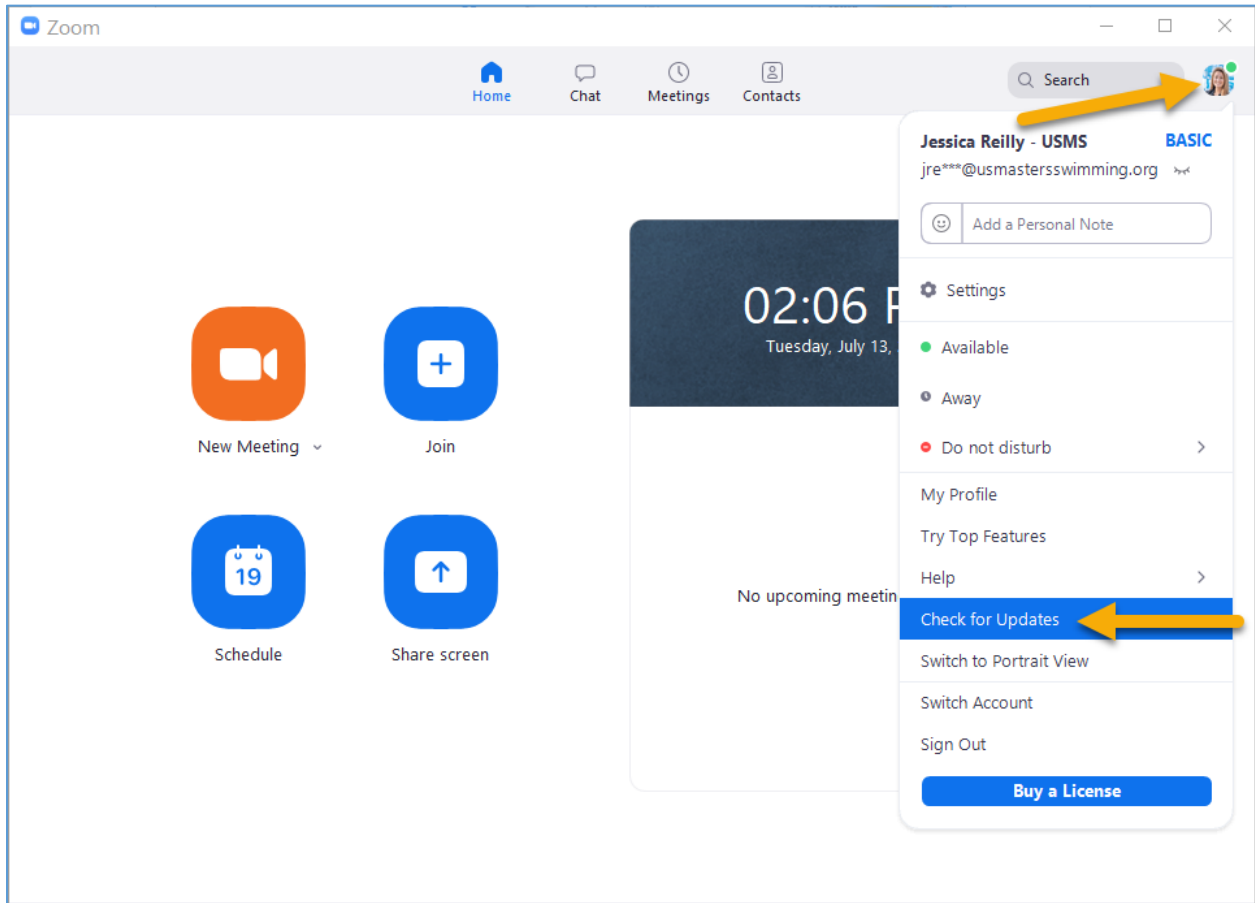 Zoom
Home
Chat
Meetings
Contacts
Search
Jessica Reilly - USMS
BASIC
jre***@usmastersswimming.org
Add a Personal Note
Settings
02:06 P
Tuesday, July 13,
Available
Away
New Meeting
Join
Do not disturb
My Profile
Try Top Features
19
Help
No upcoming meetin
Check for Updates
Schedule
Share screen
Switch to Portrait View
Switch Account
Sign Out
Buy a License